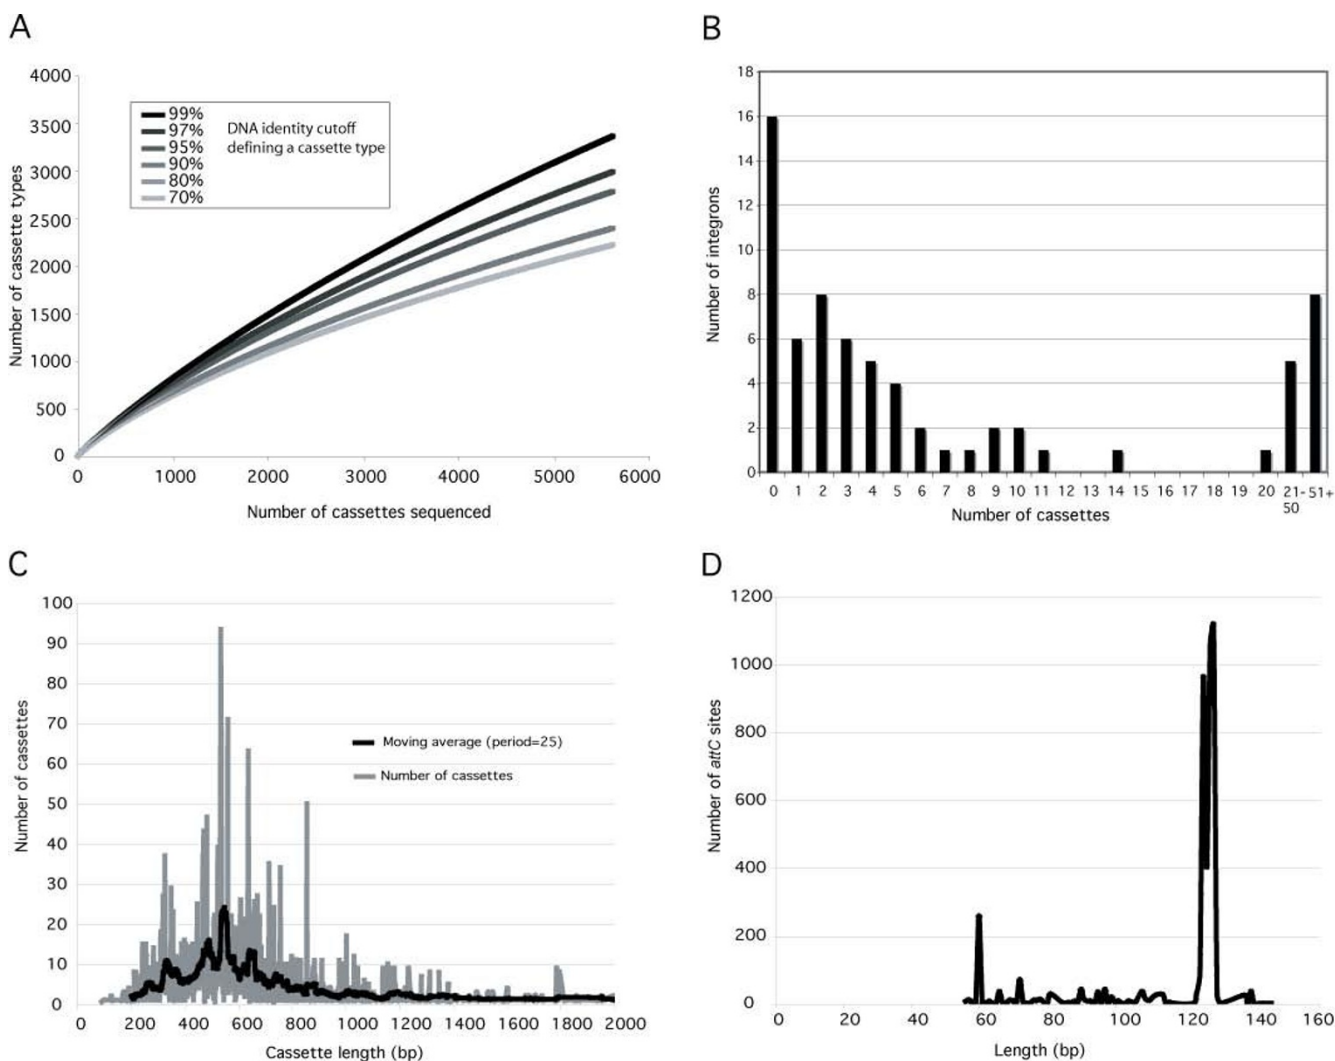 A
Number of cassette types
4000
3500
3000
2500
2000
1500
1000
500
0
99%
97%
95%
90%
80%
70%
DNA identity cutoff
defining a cassette type
0 1000 2000 3000 4000 5000 6000
Number of cassettes sequenced
B
Number of integrons
18
16
14
12
10
8
6
4
2
0
0 1 2 3 4 5 6 7 8 9 10 11 12 13 14 15 16 17 18 19 20 21- 51+
50
Number of cassettes
C
Number of cassettes
100
90
80
70
60
50
40
30
20
10
0
Moving average (period=25)
Number of cassettes
0 200 400 600 800 1000 1200 1400 1600 1800 2000
Cassette length (bp)
D
Number of attC sites
1200
1000
800
600
400
200
0
0 20 40 60 80 100 120 140 160
Length (bp)